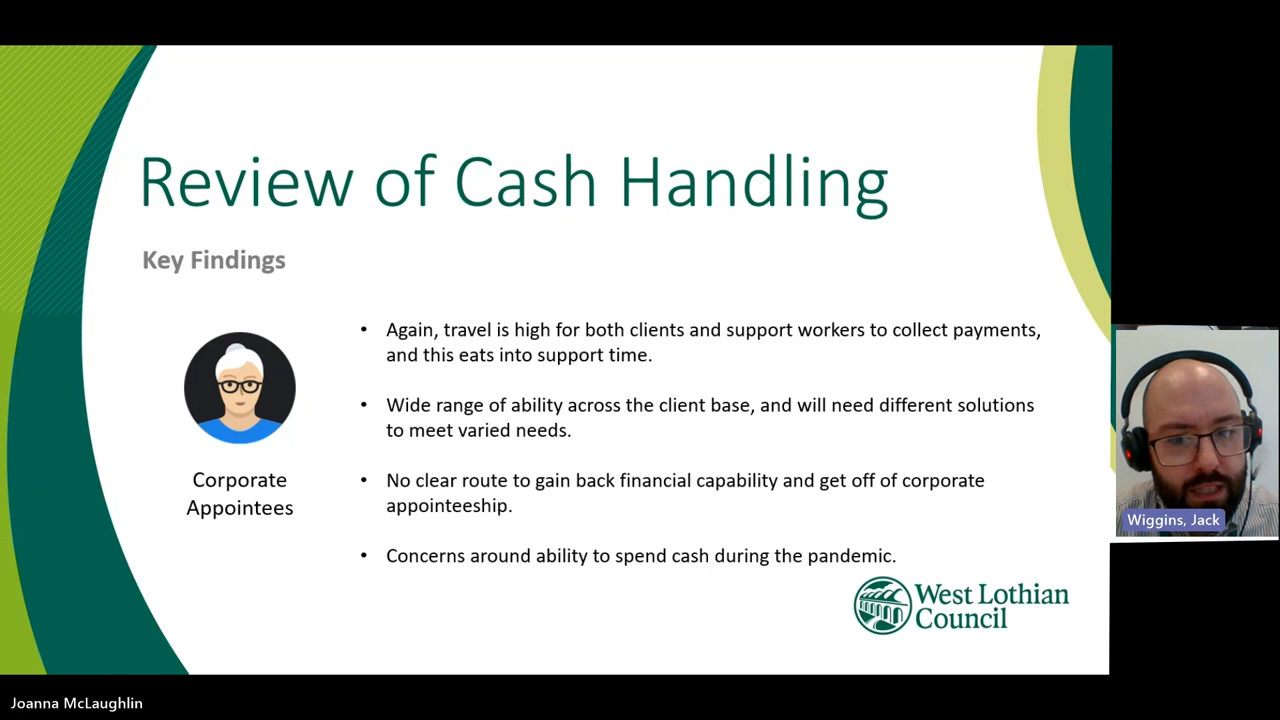 Review of Cash Handling
Key Findings
Corporate
Appointees
• Again, travel is high for both clients and support workers to collect payments,
and this eats into support time.
• Wide range of ability across the client base, and will need different solutions
to meet varied needs.
• No clear route to gain back financial capability and get off of corporate
appointeeship.
• Concerns around ability to spend cash during the pandemic.
West Lothian
Council
Wiggins, Jack
Joanna McLaughlin